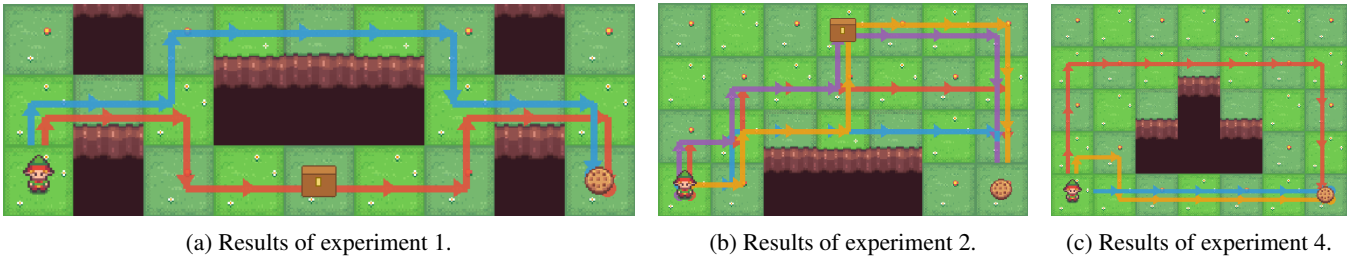 (a) Results of experiment 1.
(b) Results of experiment 2.
(c) Results of experiment 4.